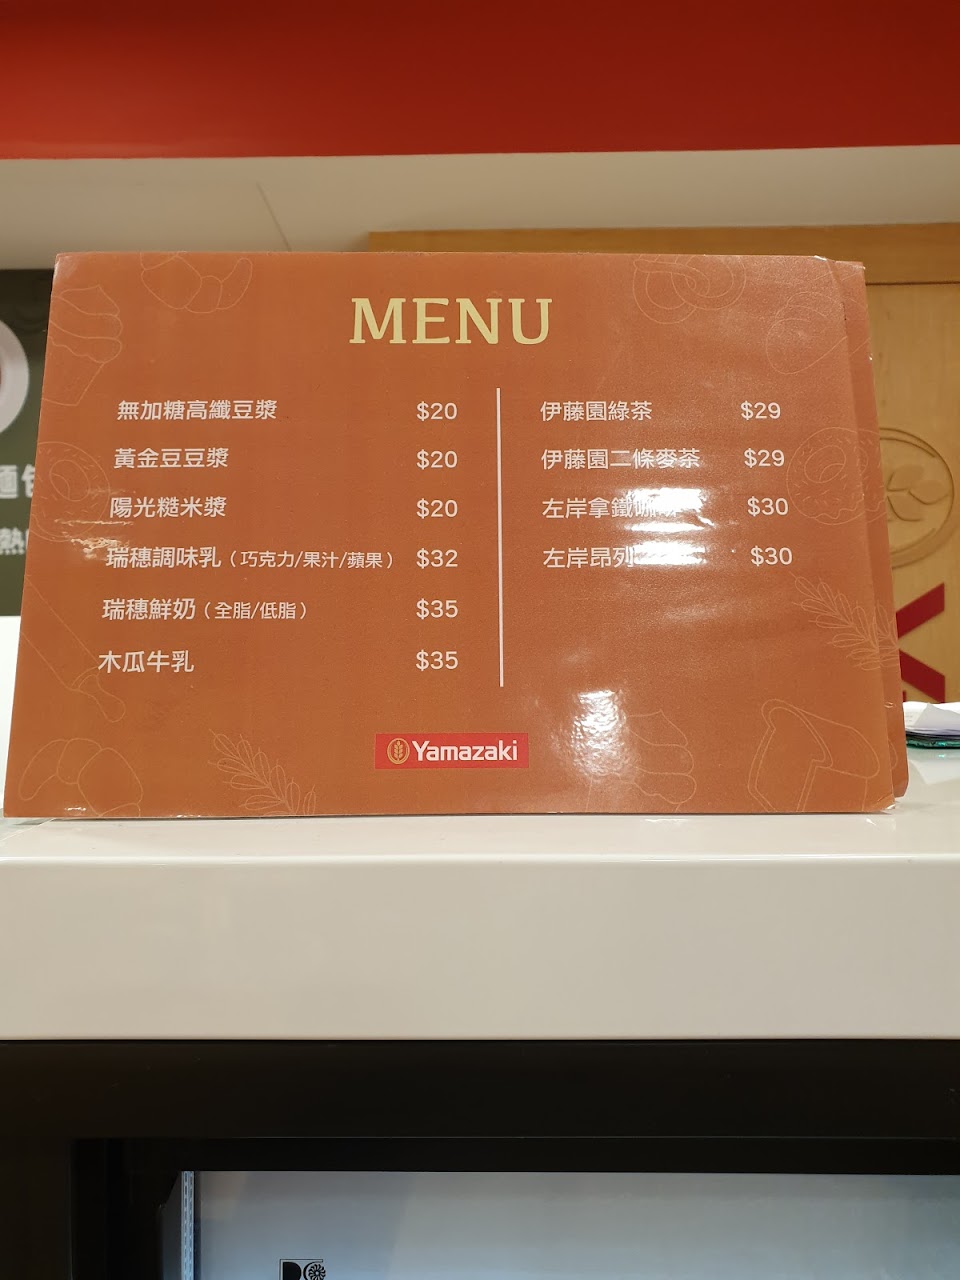 MENU
無加糖高纖豆漿 $20
黃金豆豆漿 $20
陽光糙米漿 $20
瑞穗調味乳（巧克力/果汁/蘋果） $32
瑞穗鮮奶（全脂/低脂） $35
木瓜牛乳 $35
伊藤園綠茶 $29
伊藤園二條麥茶 $29
左岸拿鐵 $30
左岸昂列 $30
Yamazaki